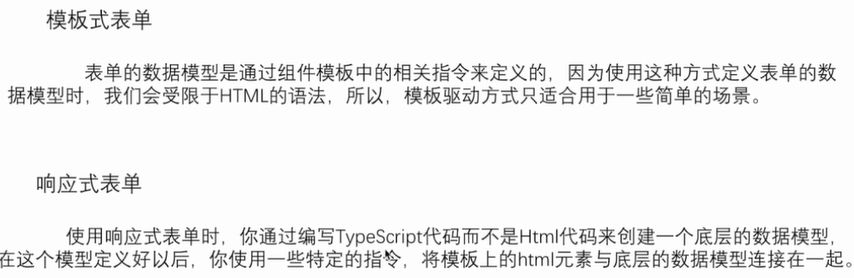 模板式表单
表单的数据模型是通过组件模板中的相关指令来定义的，因为使用这种方式定义表单的数
据模型时，我们会受限于HTML的语法，所以，模板驱动方式只适合用于一些简单的场景。
响应式表单
使用响应式表单时，你通过编写TypeScript代码而不是Html代码来创建一个底层的数据模型，
在这个模型定义好以后，你使用一些特定的指令，将模板上的html元素与底层的数据模型连接在一起。